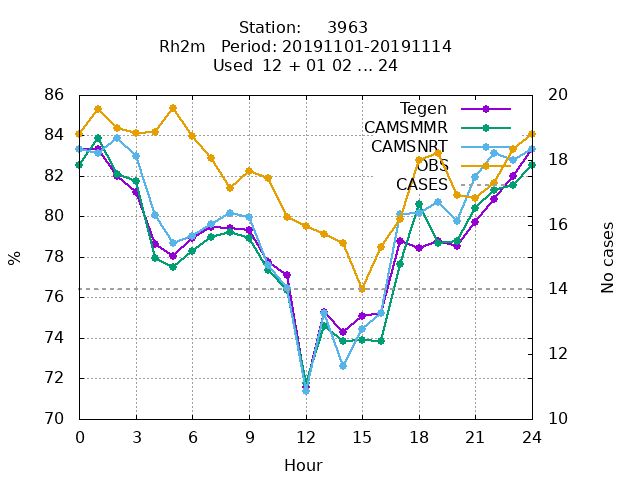 Station: 3963
Rh2m Period: 20191101-20191114
Used 12 + 01 02 ... 24
86
84
82
80
78
76
74
72
70
20
18
16
14
12
10
Tegen
CAMSMMR
CAMSNRT
OBS
CASES
%
No cases
0 3 6 9 12 15 18 21 24
Hour